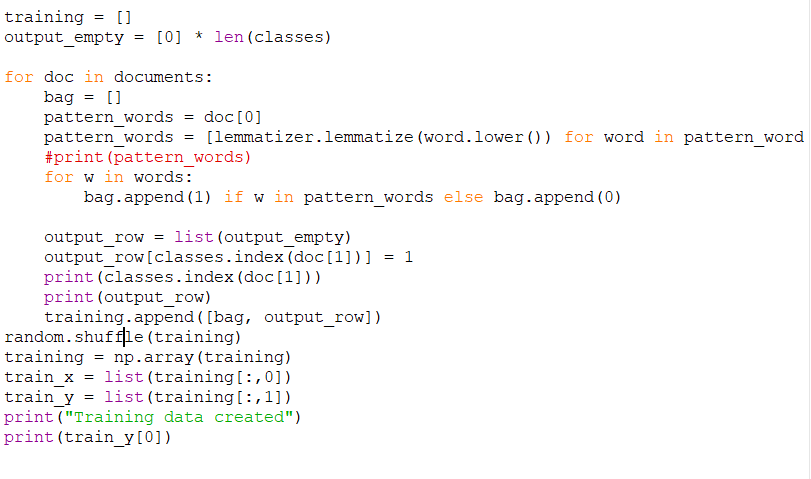 training = []
output_empty = [0] * len(classes)
for doc in documents:
    bag = []
    pattern_words = doc[0]
    pattern_words = [lemmatizer.lemmatize(word.lower()) for word in pattern_word
    #print(pattern_words)
    for w in words:
        bag.append(1) if w in pattern_words else bag.append(0)
    output_row = list(output_empty)
    output_row[classes.index(doc[1])] = 1
    print(classes.index(doc[1]))
    print(output_row)
    training.append([bag, output_row])
random.shuffle(training)
training = np.array(training)
train_x = list(training[:,0])
train_y = list(training[:,1])
print("Training data created")
print(train_y[0])